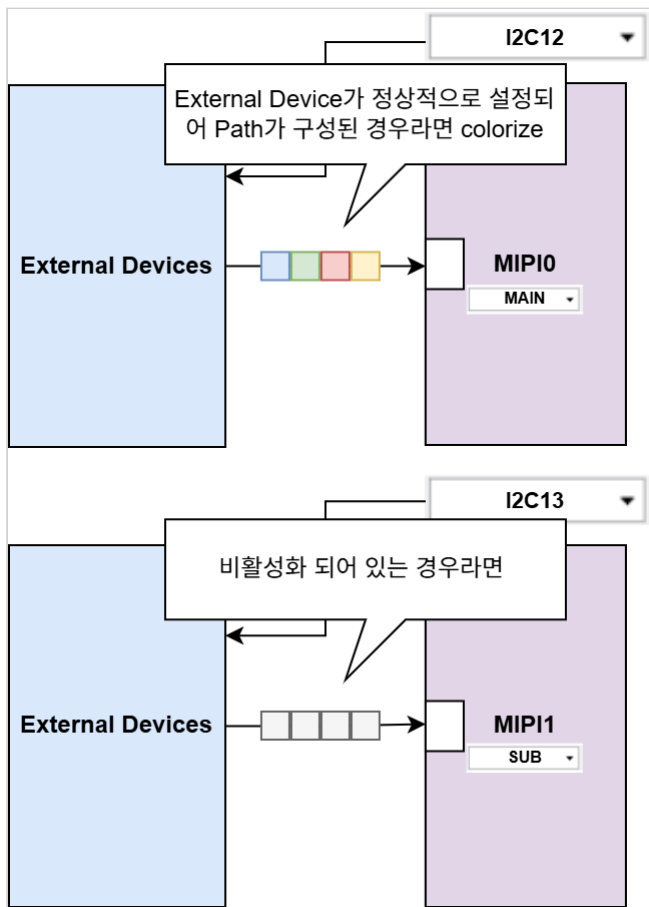 I2C12
External Device가 정상적으로 설정되
어 Path가 구성된 경우라면 colorize
External Devices
MIPI0
MAIN
I2C13
비활성화 되어 있는 경우라면
External Devices
MIPI1
SUB